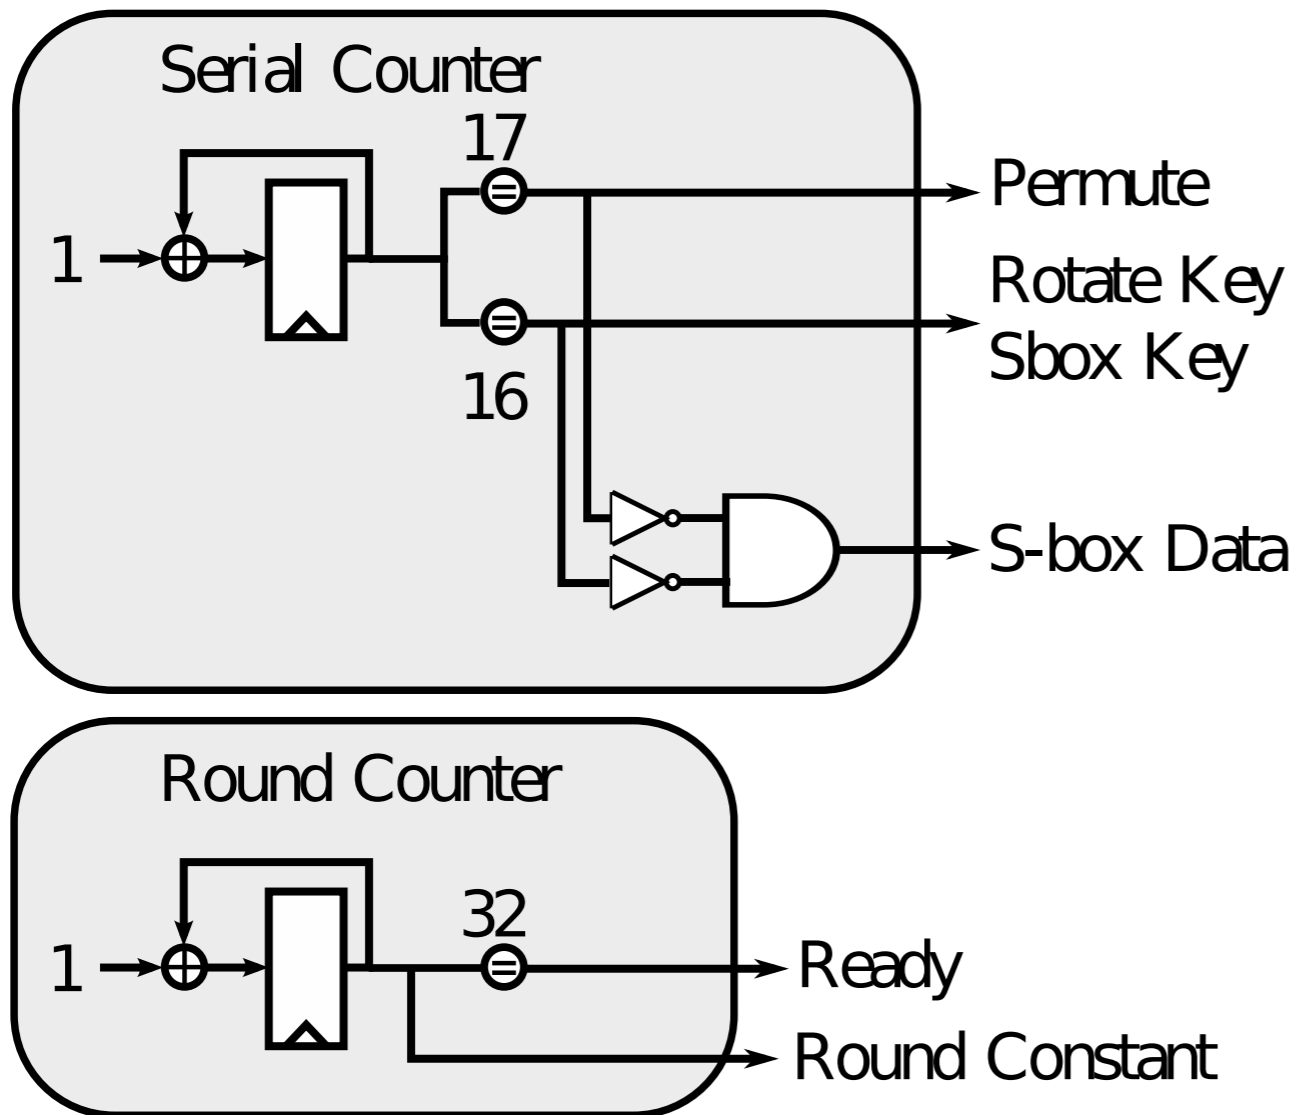 Serial Counter
17
Permute
1
Rotate Key
Sbox Key
16
S-box Data
Round Counter
32
1
Ready
Round Constant